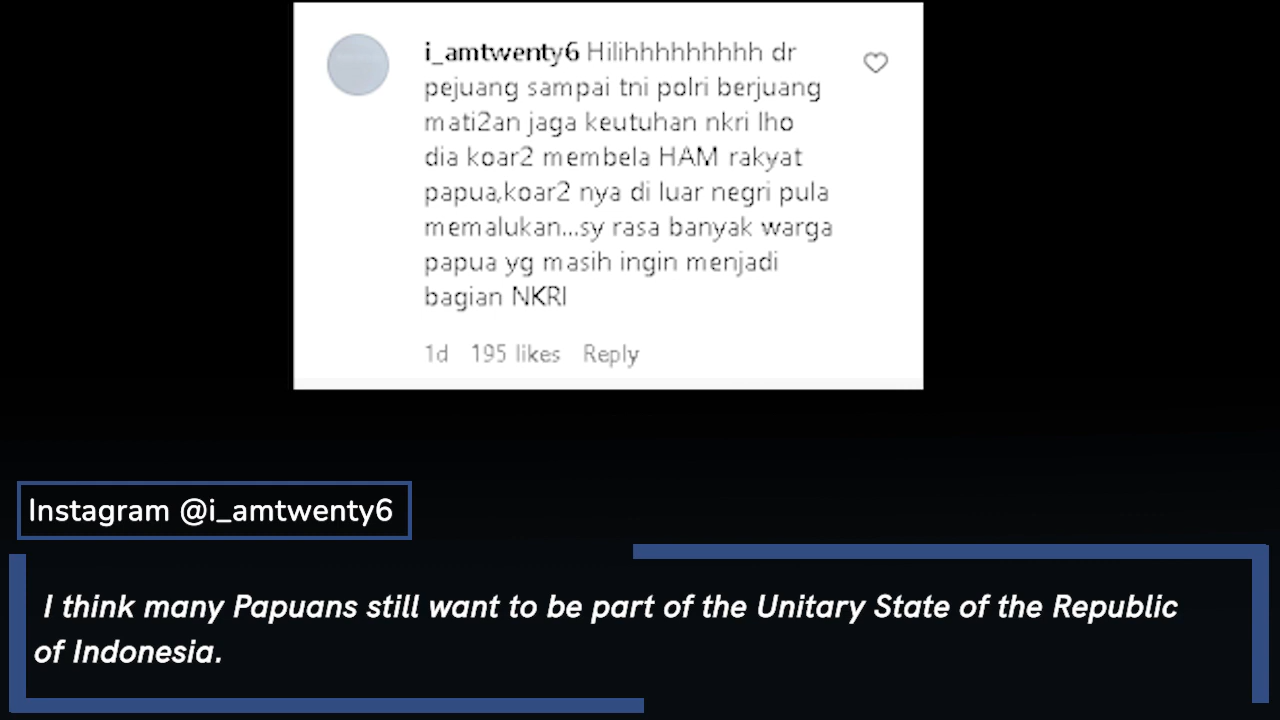 i_amtwenty6 Hilihhhhhhhhhh dr
pejuang sampai tni polri berjuang
mati2an jaga keutuhan nkri lho
dia koar2 membela HAM rakyat
papua,koar2 nya di luar negri pula
memalukan...sy rasa banyak warga
papua yg masih ingin menjadi
bagian NKRI
1d 195 likes Reply
Instagram @i_amtwenty6
I think many Papuans still want to be part of the Unitary State of the Republic
of Indonesia.